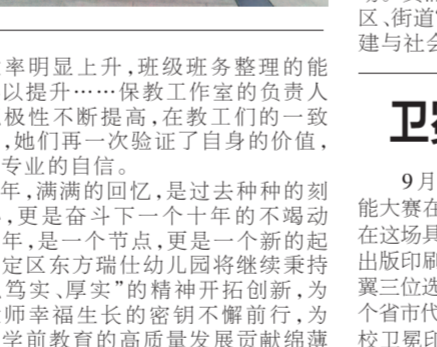 率明显上升,班级班务整理的能
以提升……保教工作室的负责人
极性不断提高,在教工们的一致
,她们再一次验证了自身的价值,
专业的自信。
年,满满的回忆,是过去种种的刻
,更是奋斗下一个十年的不竭动
年,是一个节点,更是一个新的起
定区东方瑞仕幼儿园将继续秉持
笃实、厚实”的精神开拓创新,为
师幸福生长的密钥不懈前行,为
学前教育的高质量发展贡献绵薄
区、街道
建与社会
卫冕
9月
能大赛在
在这场具
出版印刷
翼三位选
个省市代
校卫冕印